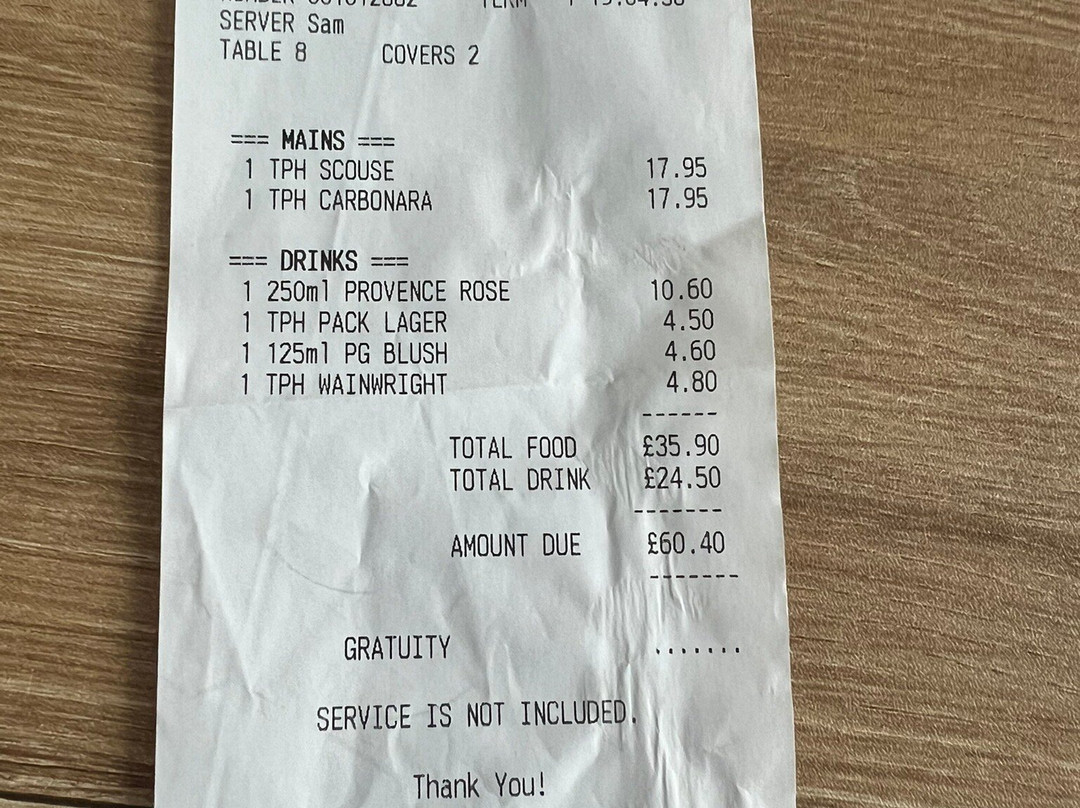 SERVER Sam
TABLE 8 COVERS 2
=== MAINS ===
1 TPH SCOUSE 17.95
1 TPH CARBONARA 17.95
=== DRINKS ===
1 250ml PROVENCE ROSE 10.60
1 TPH PACK LAGER 4.50
1 125ml PG BLUSH 4.60
1 TPH WAINWRIGHT 4.80
------
TOTAL FOOD £35.90
TOTAL DRINK £24.50
-------
AMOUNT DUE £60.40
-------
GRATUITY .......
SERVICE IS NOT INCLUDED.
Thank You!